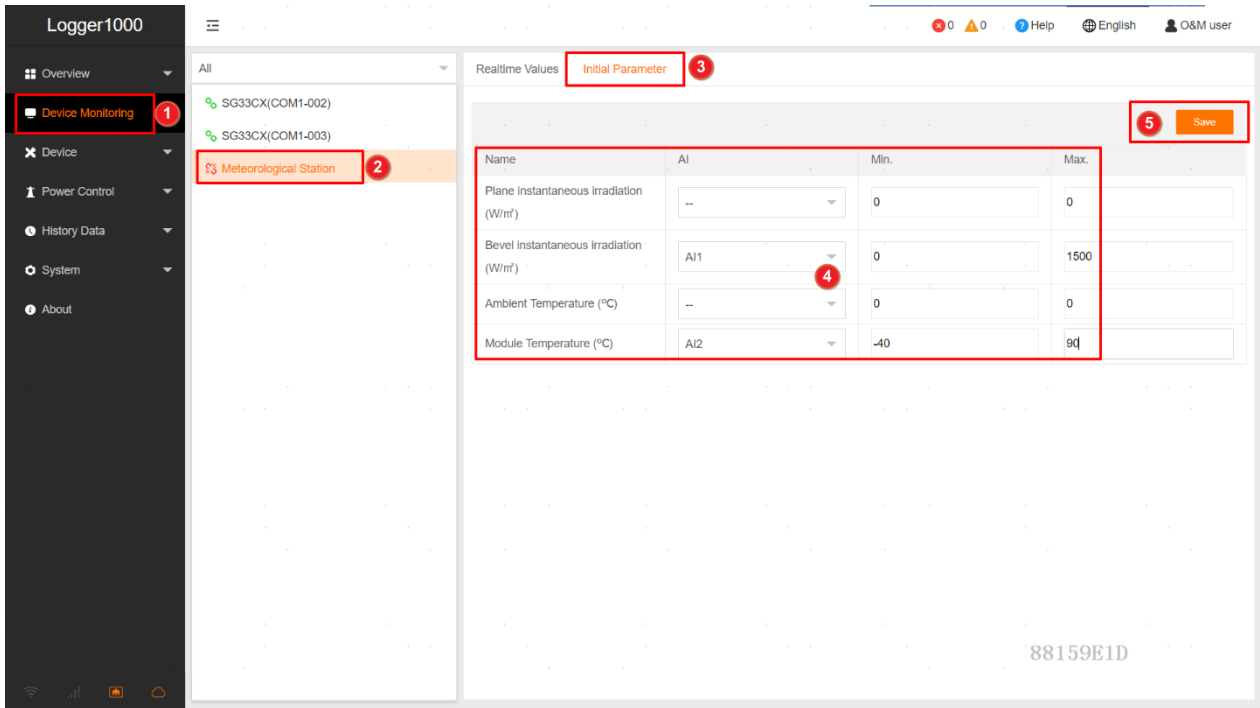 Logger1000
0 0 Help English O&M user
Overview
Device Monitoring 1
Device
Power Control
History Data
System
About
All
SG33CX(COM1-002)
SG33CX(COM1-003)
Meteorological Station 2
Realtime Values Initial Parameter 3
5 Save
Name AI Min. Max.
Plane instantaneous irradiation
(W/㎡)
-- 0 0
Bevel instantaneous irradiation
(W/㎡)
AI1 0 1500
4
Ambient Temperature (℃) -- 0 0
Module Temperature (℃) AI2 -40 90
88159E1D